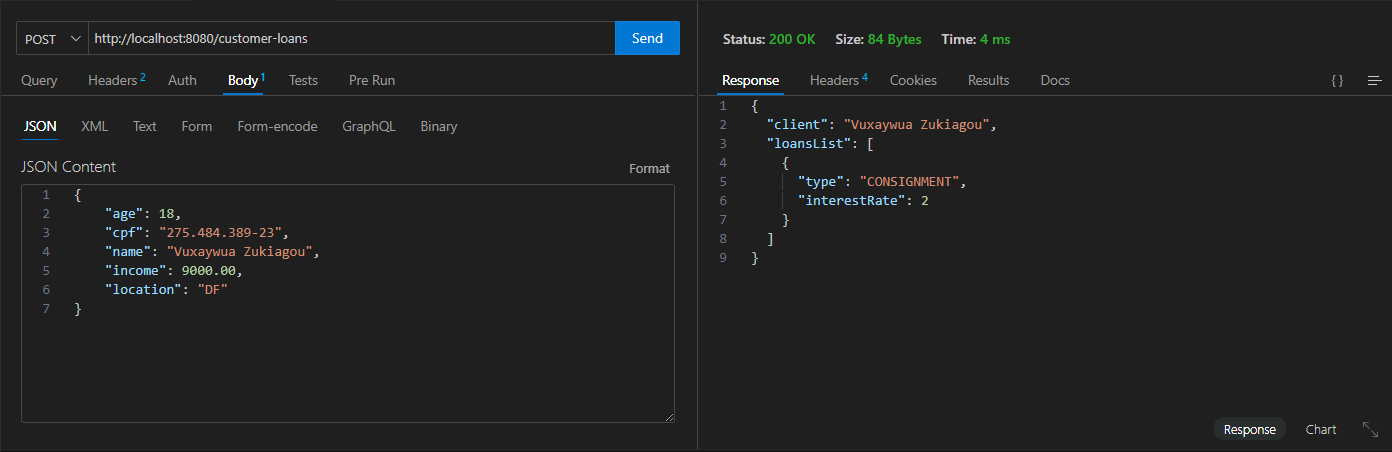 POST http://localhost:8080/customer-loans Send
Query Headers 2 Auth Body 1 Tests Pre Run
JSON XML Text Form Form-encode GraphQL Binary
JSON Content Format
1 {
2 "age": 18,
3 "cpf": "275.484.389-23",
4 "name": "Vuxaywua Zukiagou",
5 "income": 9000.00,
6 "location": "DF"
7 }
Status: 200 OK Size: 84 Bytes Time: 4 ms
Response Headers 4 Cookies Results Docs { }
1 {
2 "client": "Vuxaywua Zukiagou",
3 "loansList": [
4 {
5 "type": "CONSIGNMENT",
6 "interestRate": 2
7 }
8 ]
9 }
Response Chart